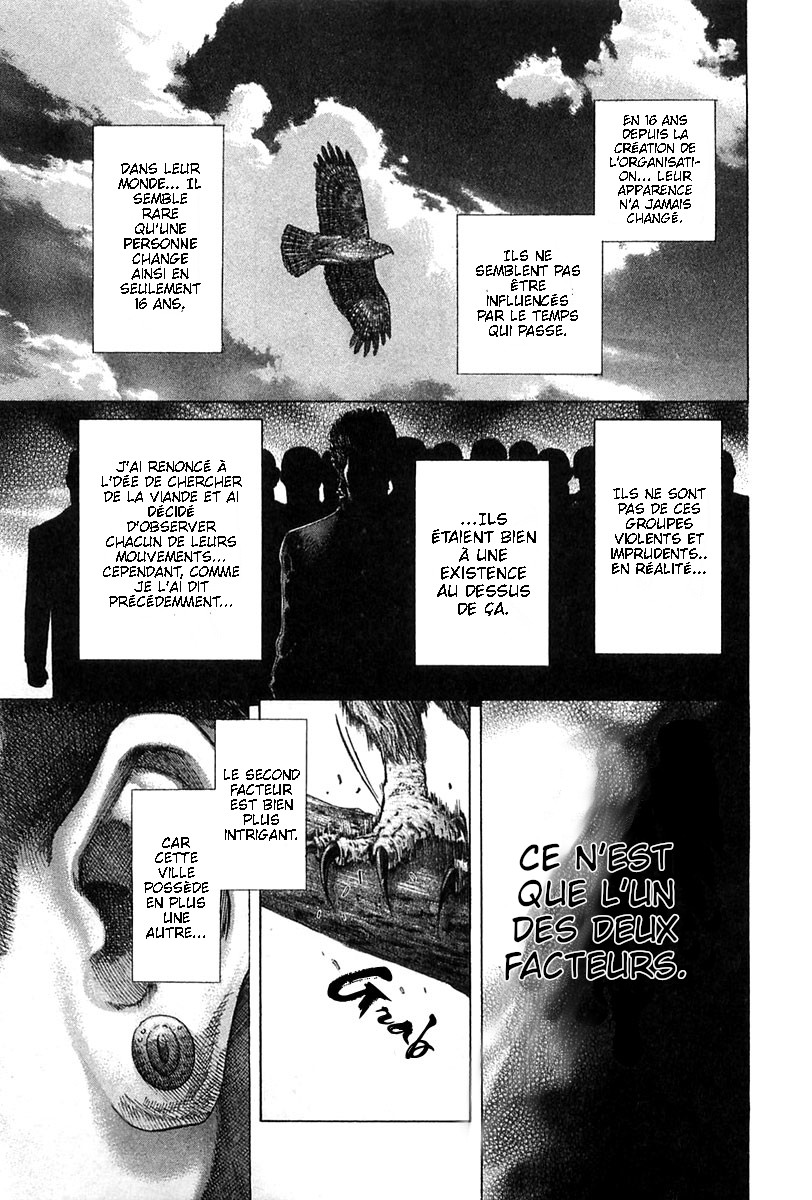 EN 16 ANS
DEPUIS LA
CRÉATION DE
L'ORGANISATI-
ON... LEUR
APPARENCE
N'A JAMAIS
CHANGÉ.
ILS NE
SEMBLENT PAS
ÊTRE
INFLUENCÉS
PAR LE TEMPS
QUI PASSE.
DANS LEUR
MONDE... IL
SEMBLE
RARE
QU'UNE
PERSONNE
CHANGE
AINSI EN
SEULEMENT
16 ANS.
ILS NE SONT
PAS DE CES
GROUPES
VIOLENTS ET
IMPRUDENTS..
EN RÉALITÉ...
...ILS
ÉTAIENT BIEN
À UNE
EXISTENCE
AU DESSUS
DE ÇA.
J'AI RENONCÉ À
L'DÉE DE CHERCHER
DE LA VIANDE ET AI
DÉCIDÉ
D'OBSERVER
CHACUN DE LEURS
MOUVEMENTS...
CEPENDANT, COMME
JE L'AI DIT
PRÉCÉDEMMENT...
CE N'EST
QUE L'UN
DES DEUX
FACTEURS.
LE SECOND
FACTEUR
EST BIEN
PLUS
INTRIGANT.
Grab
CAR
CETTE
VILLE
POSSÈDE
EN PLUS
UNE
AUTRE...